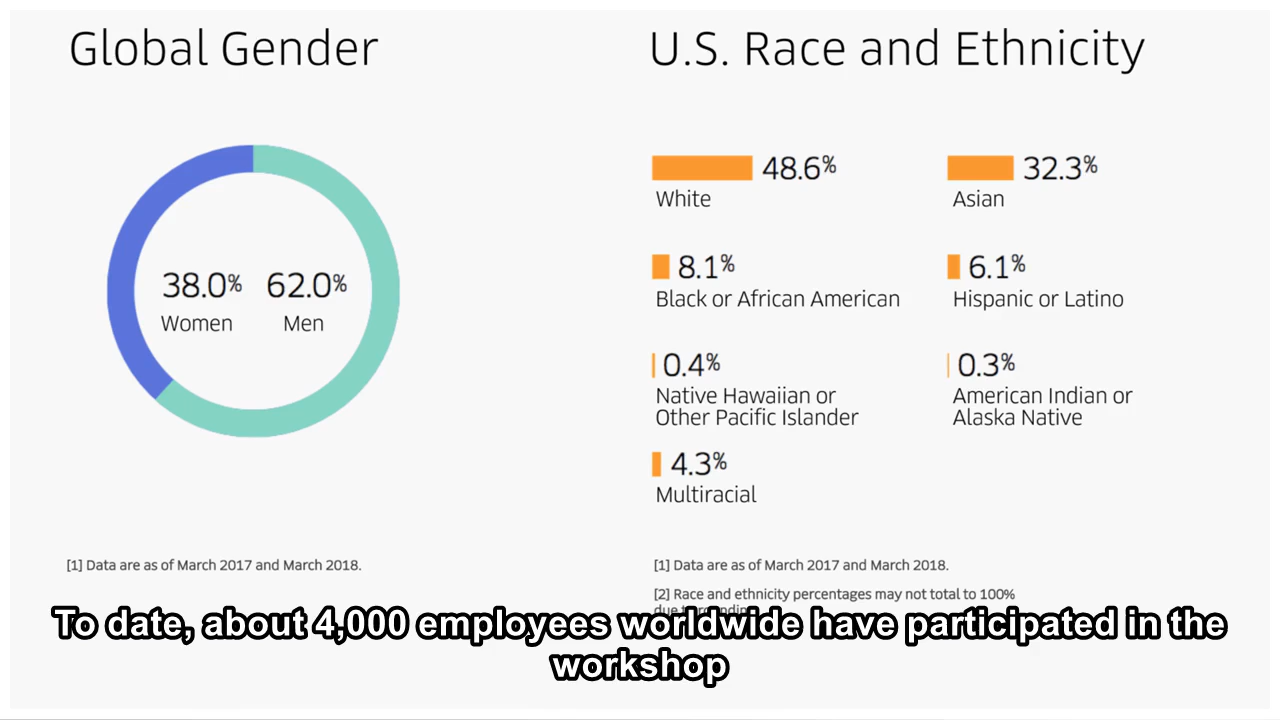 Global Gender
38.0% Women
62.0% Men
[1] Data are as of March 2017 and March 2018.
U.S. Race and Ethnicity
48.6%
White
32.3%
Asian
8.1%
Black or African American
6.1%
Hispanic or Latino
0.4%
Native Hawaiian or
Other Pacific Islander
0.3%
American Indian or
Alaska Native
4.3%
Multiracial
[1] Data are as of March 2017 and March 2018.
[2] Race and ethnicity percentages may not total to 100%
due to
To date, about 4,000 employees worldwide have participated in the
workshop